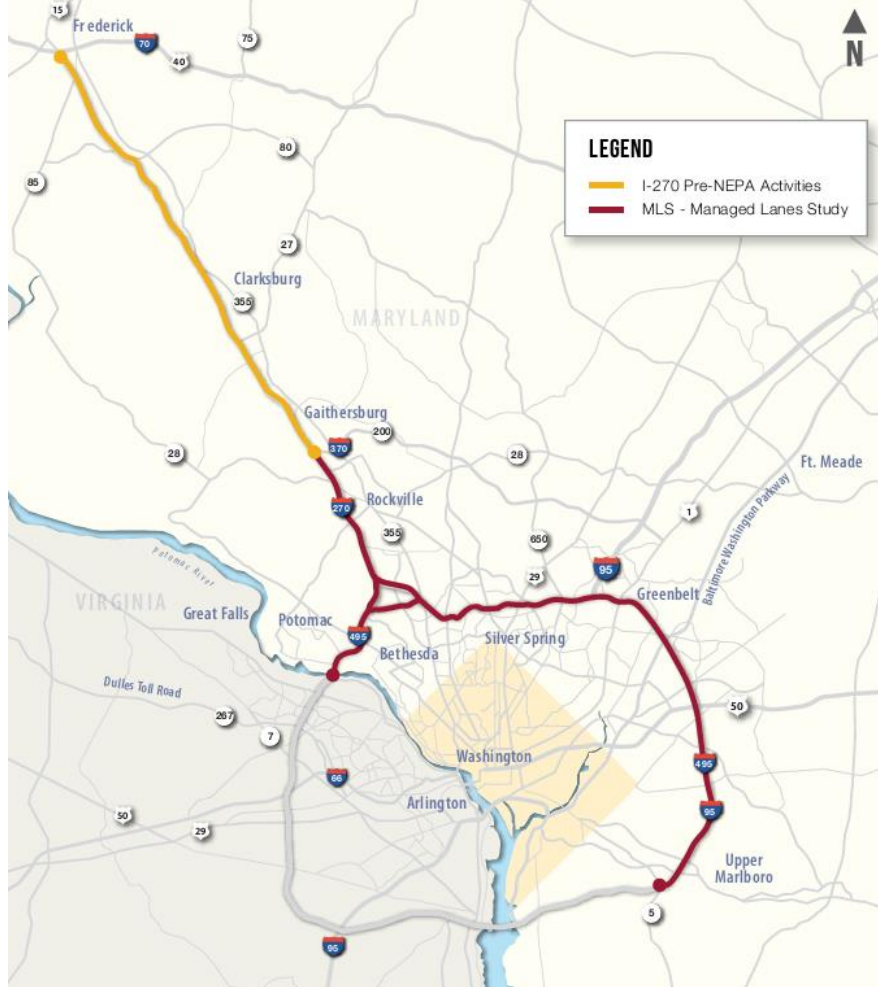 15
Frederick
70
75
40
N
LEGEND
I-270 Pre-NEPA Activities
MLS - Managed Lanes Study
80
85
27
Clarksburg
355
MARYLAND
Gaithersburg
200
370
28
28
Ft. Meade
Rockville
270
1
Baltimore Washington Parkway
355
650
29
95
Potomac River
VIRGINIA
Great Falls
Potomac
Greenbelt
495
Silver Spring
Bethesda
Dulles Toll Road
267
7
50
Washington
495
66
Arlington
95
50
29
Upper
Marlboro
5
95